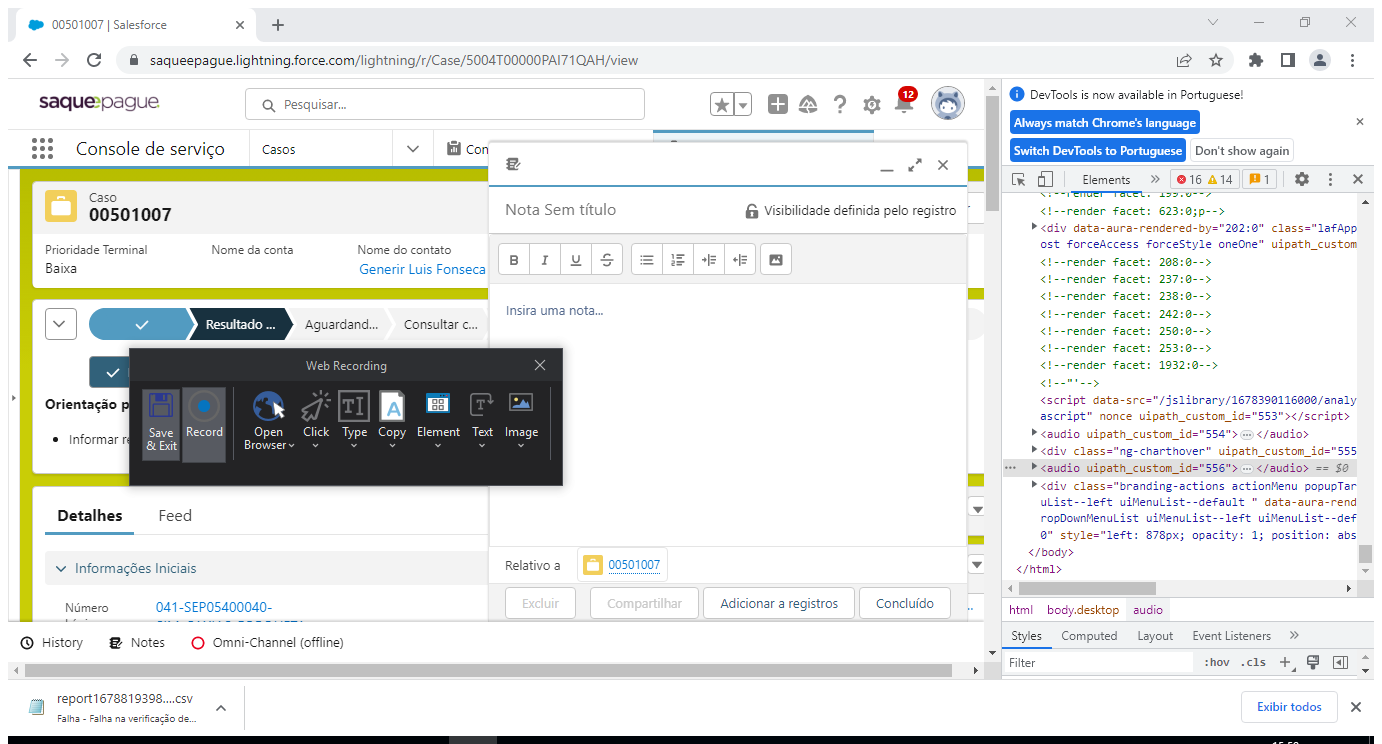 00501007 | Salesforce
saqueepague.lightning.force.com/lightning/r/Case/5004T00000PAI71QAH/view
saquepague
Pesquisar...
12
Console de serviço
Casos
Con
Caso
00501007
Prioridade Terminal
Baixa
Nome da conta
Nome do contato
Generir Luis Fonseca
Resultado ...
Aguardand...
Consultar c...
Orientação p
Informar re
Web Recording
Save
& Exit
Record
Open
Browser
Click
Type
Copy
Element
Text
Image
Detalhes
Feed
Informações Iniciais
Número
041-SEP05400040-
Nota Sem título
Visibilidade definida pelo registro
B
I
U
S
Insira uma nota...
Relativo a
00501007
Excluir
Compartilhar
Adicionar a registros
Concluído
History
Notes
Omni-Channel (offline)
report1678819398....csv
Falha - Falha na verificação de...
Exibir todos
DevTools is now available in Portuguese!
Always match Chrome's language
Switch DevTools to Portuguese
Don't show again
Elements
16
14
1
<!--render facet: 199:0-->
<!--render facet: 623:0;p-->
<div data-aura-rendered-by="202:0" class="lafApp
ost forceAccess forceStyle oneOne" uipath_custom
<!--render facet: 208:0-->
<!--render facet: 237:0-->
<!--render facet: 238:0-->
<!--render facet: 242:0-->
<!--render facet: 250:0-->
<!--render facet: 253:0-->
<!--render facet: 1932:0-->
<!--"'-->
<script data-src="/jslibrary/1678390116000/analy
ascript" nonce uipath_custom_id="553"></script>
<audio uipath_custom_id="554"> … </audio>
<div class="ng-charthover" uipath_custom_id="555
<audio uipath_custom_id="556"> … </audio> == $0
<div class="branding-actions actionMenu popupTar
uList--left uiMenuList--default " data-aura-rend
ropDownMenuList uiMenuList--left uiMenuList--def
0" style="left: 878px; opacity: 1; position: abs
</body>
</html>
html
body.desktop
audio
Styles
Computed
Layout
Event Listeners
Filter
:hov
.cls